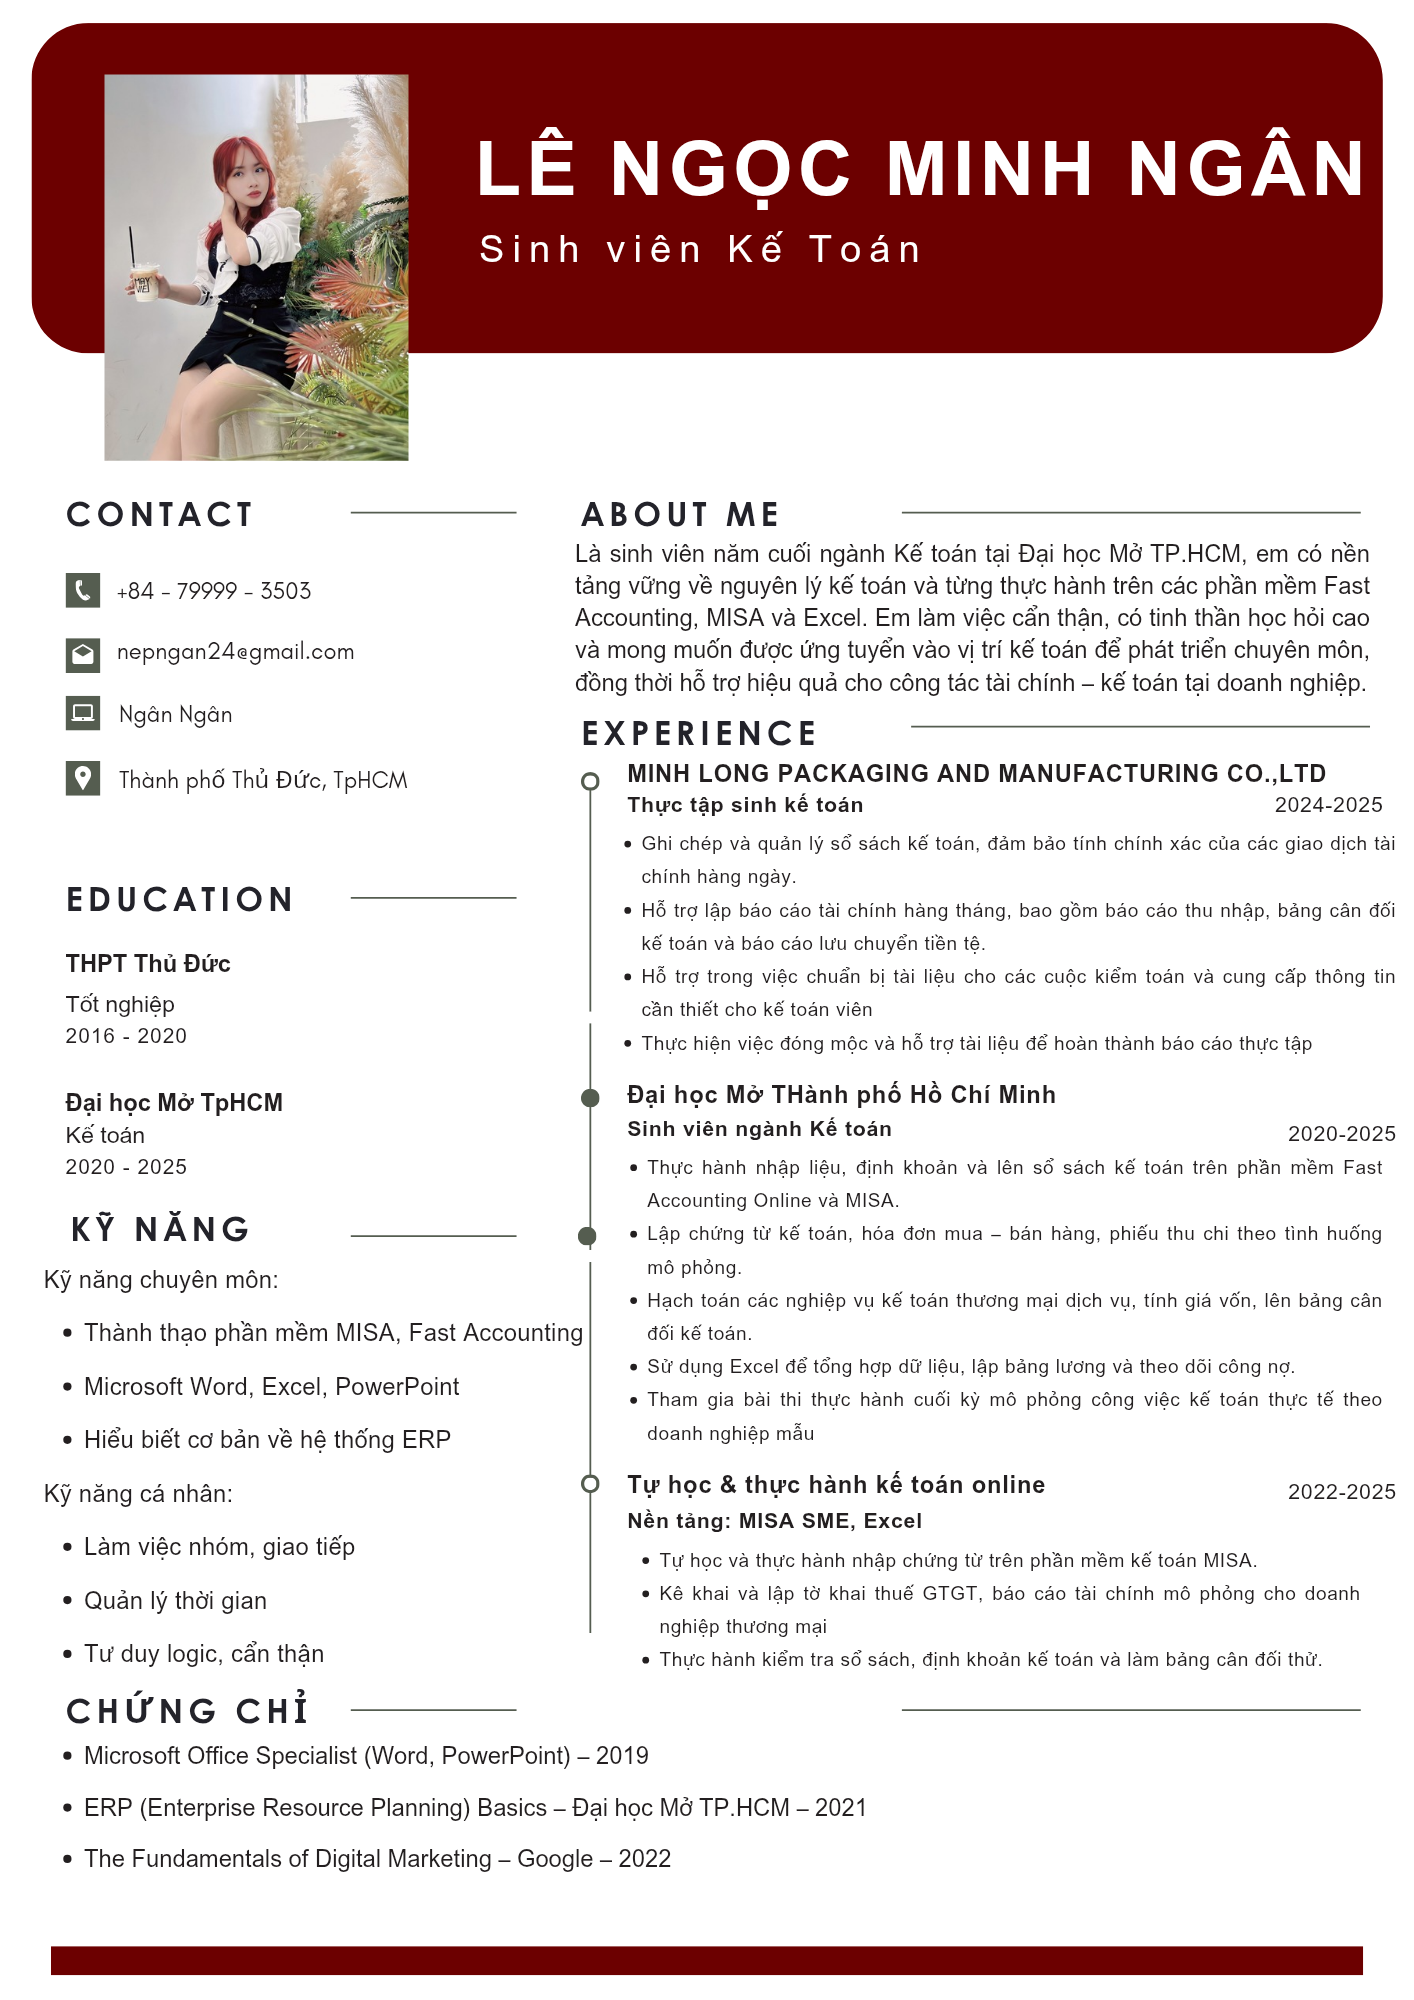 LÊ NGỌC MINH NGÂN
Sinh viên Kế Toán
MAY
VIEJ
CONTACT
+84 - 79999 - 3503
nepngan24@gmail.com
Ngân Ngân
Thành phố Thủ Đức, TpHCM
EDUCATION
THPT Thủ Đức
Tốt nghiệp
2016 - 2020
Đại học Mở TpHCM
Kế toán
2020 - 2025
KỸ NĂNG
Kỹ năng chuyên môn:
• Thành thạo phần mềm MISA, Fast Accounting
• Microsoft Word, Excel, PowerPoint
• Hiểu biết cơ bản về hệ thống ERP
Kỹ năng cá nhân:
• Làm việc nhóm, giao tiếp
• Quản lý thời gian
• Tư duy logic, cẩn thận
ABOUT ME
Là sinh viên năm cuối ngành Kế toán tại Đại học Mở TP.HCM, em có nền
tảng vững về nguyên lý kế toán và từng thực hành trên các phần mềm Fast
Accounting, MISA và Excel. Em làm việc cẩn thận, có tinh thần học hỏi cao
và mong muốn được ứng tuyển vào vị trí kế toán để phát triển chuyên môn,
đồng thời hỗ trợ hiệu quả cho công tác tài chính – kế toán tại doanh nghiệp.
EXPERIENCE
MINH LONG PACKAGING AND MANUFACTURING CO.,LTD
Thực tập sinh kế toán 2024-2025
• Ghi chép và quản lý sổ sách kế toán, đảm bảo tính chính xác của các giao dịch tài
chính hàng ngày.
• Hỗ trợ lập báo cáo tài chính hàng tháng, bao gồm báo cáo thu nhập, bảng cân đối
kế toán và báo cáo lưu chuyển tiền tệ.
• Hỗ trợ trong việc chuẩn bị tài liệu cho các cuộc kiểm toán và cung cấp thông tin
cần thiết cho kế toán viên
• Thực hiện việc đóng mộc và hỗ trợ tài liệu để hoàn thành báo cáo thực tập
Đại học Mở THành phố Hồ Chí Minh
Sinh viên ngành Kế toán 2020-2025
• Thực hành nhập liệu, định khoản và lên sổ sách kế toán trên phần mềm Fast
Accounting Online và MISA.
• Lập chứng từ kế toán, hóa đơn mua – bán hàng, phiếu thu chi theo tình huống
mô phỏng.
• Hạch toán các nghiệp vụ kế toán thương mại dịch vụ, tính giá vốn, lên bảng cân
đối kế toán.
• Sử dụng Excel để tổng hợp dữ liệu, lập bảng lương và theo dõi công nợ.
• Tham gia bài thi thực hành cuối kỳ mô phỏng công việc kế toán thực tế theo
doanh nghiệp mẫu
Tự học & thực hành kế toán online 2022-2025
Nền tảng: MISA SME, Excel
• Tự học và thực hành nhập chứng từ trên phần mềm kế toán MISA.
• Kê khai và lập tờ khai thuế GTGT, báo cáo tài chính mô phỏng cho doanh
nghiệp thương mại
• Thực hành kiểm tra sổ sách, định khoản kế toán và làm bảng cân đối thử.
CHỨNG CHỈ
• Microsoft Office Specialist (Word, PowerPoint) – 2019
• ERP (Enterprise Resource Planning) Basics – Đại học Mở TP.HCM – 2021
• The Fundamentals of Digital Marketing – Google – 2022